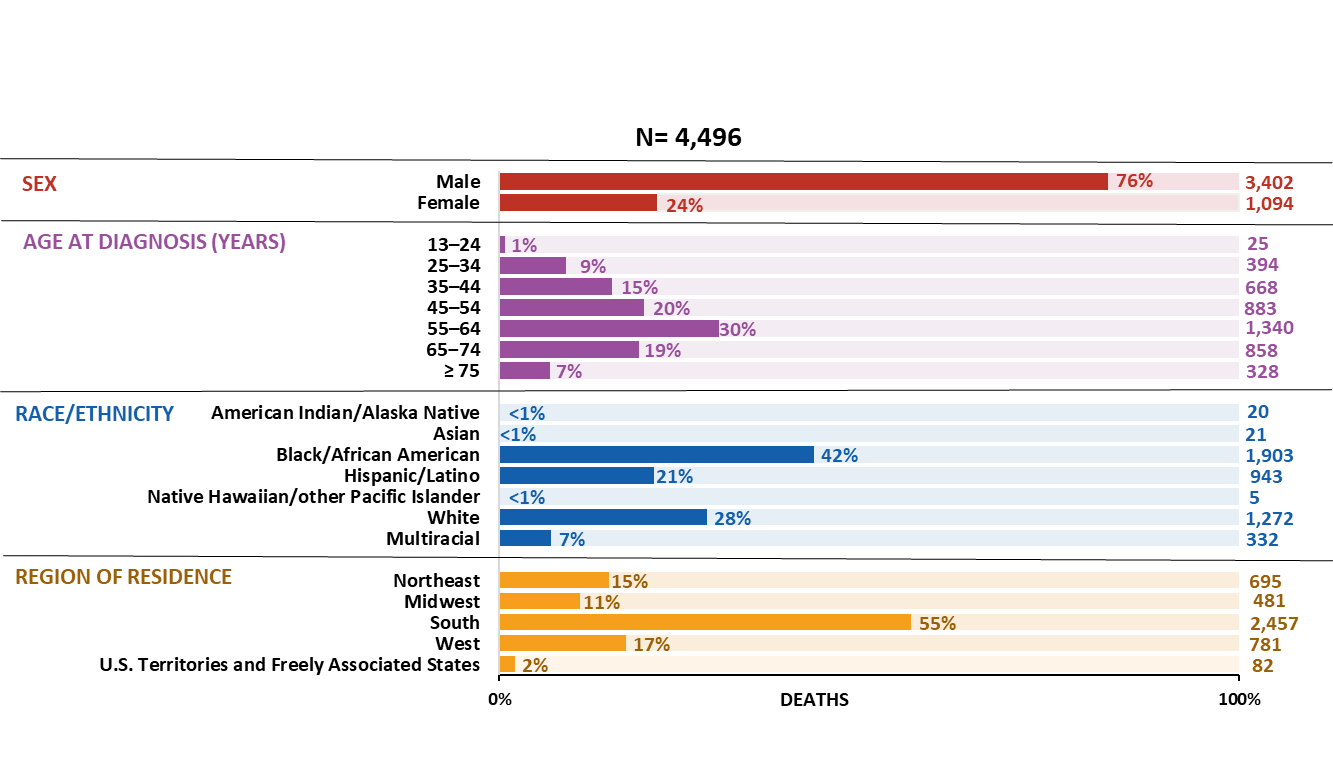 N= 4,496
SEX Male 76% 3,402
Female 24% 1,094
AGE AT DIAGNOSIS (YEARS) 13–24 1% 25
25–34 9% 394
35–44 15% 668
45–54 20% 883
55–64 30% 1,340
65–74 19% 858
≥ 75 7% 328
RACE/ETHNICITY American Indian/Alaska Native <1% 20
Asian <1% 21
Black/African American 42% 1,903
Hispanic/Latino 21% 943
Native Hawaiian/other Pacific Islander <1% 5
White 28% 1,272
Multiracial 7% 332
REGION OF RESIDENCE Northeast 15% 695
Midwest 11% 481
South 55% 2,457
West 17% 781
U.S. Territories and Freely Associated States 2% 82
0% DEATHS 100%